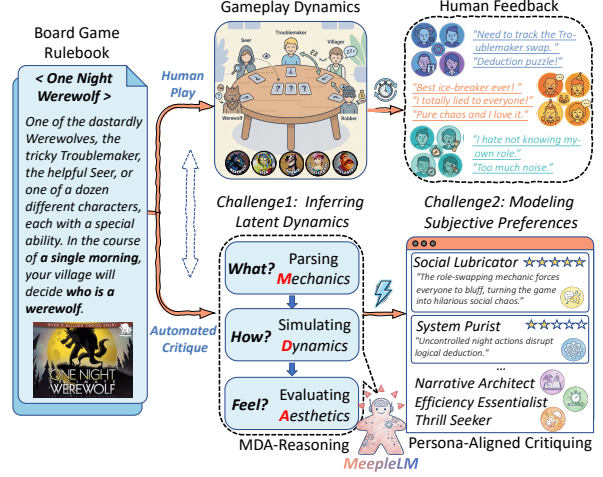 Board Game
Rulebook
< One Night
Werewolf >
One of the dastardly
Werewolves, the
tricky Troublemaker,
the helpful Seer, or
one of a dozen
different characters,
each with a special
ability. In the course
of a single morning,
your village will
decide who is a
werewolf.
ONE NIGHT
WEREWOLF
Human
Play
Automated
Critique
Gameplay Dynamics
Troublemaker
Seer
Villager
? ? ?
Werewolf
Robber
Human Feedback
"Need to track the Tro-
ublemaker swap. "
"Deduction puzzle!"
"Best ice-breaker ever! "
"I totally lied to everyone!"
"Pure chaos and I love it."
"I hate not knowing my-
own role."
"Too much noise."
Challenge1: Inferring
Latent Dynamics
What? Parsing
Mechanics
How? Simulating
Dynamics
Feel? Evaluating
Aesthetics
MDA-Reasoning
MeepleLM
Challenge2: Modeling
Subjective Preferences
Social Lubricator
"The role-swapping mechanic forces
everyone to bluff, turning the game
into hilarious social chaos."
System Purist
"Uncontrolled night actions disrupt
logical deduction."
...
Narrative Architect
Efficiency Essentialist
Thrill Seeker
Persona-Aligned Critiquing